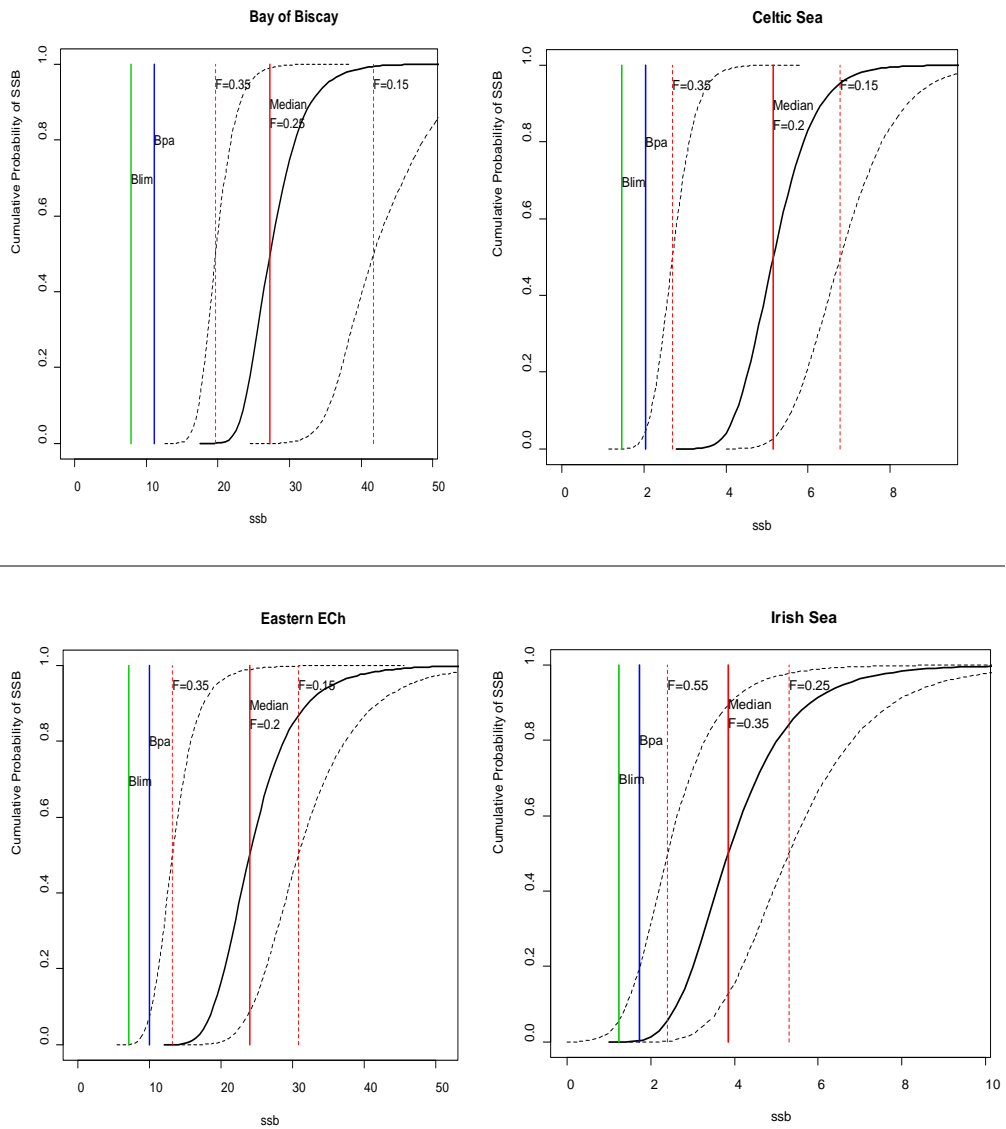 Bay of Biscay
Cumulative Probability of SSB
1.0
0.8
0.6
0.4
0.2
0.0
F=0.35
F=0.15
Median
F=0.25
Bpa
Blim
0 10 20 30 40 50
ssb
Celtic Sea
Cumulative Probability of SSB
1.0
0.8
0.6
0.4
0.2
0.0
F=0.35
F=0.15
Median
F=0.2
Bpa
Blim
0 2 4 6 8
ssb
Eastern ECh
Cumulative Probability of SSB
1.0
0.8
0.6
0.4
0.2
0.0
F=0.35
F=0.15
Median
F=0.2
Bpa
Blim
0 10 20 30 40 50
ssb
Irish Sea
Cumulative Probability of SSB
1.0
0.8
0.6
0.4
0.2
0.0
F=0.55
F=0.25
Median
F=0.35
Bpa
Blim
0 2 4 6 8 10
ssb